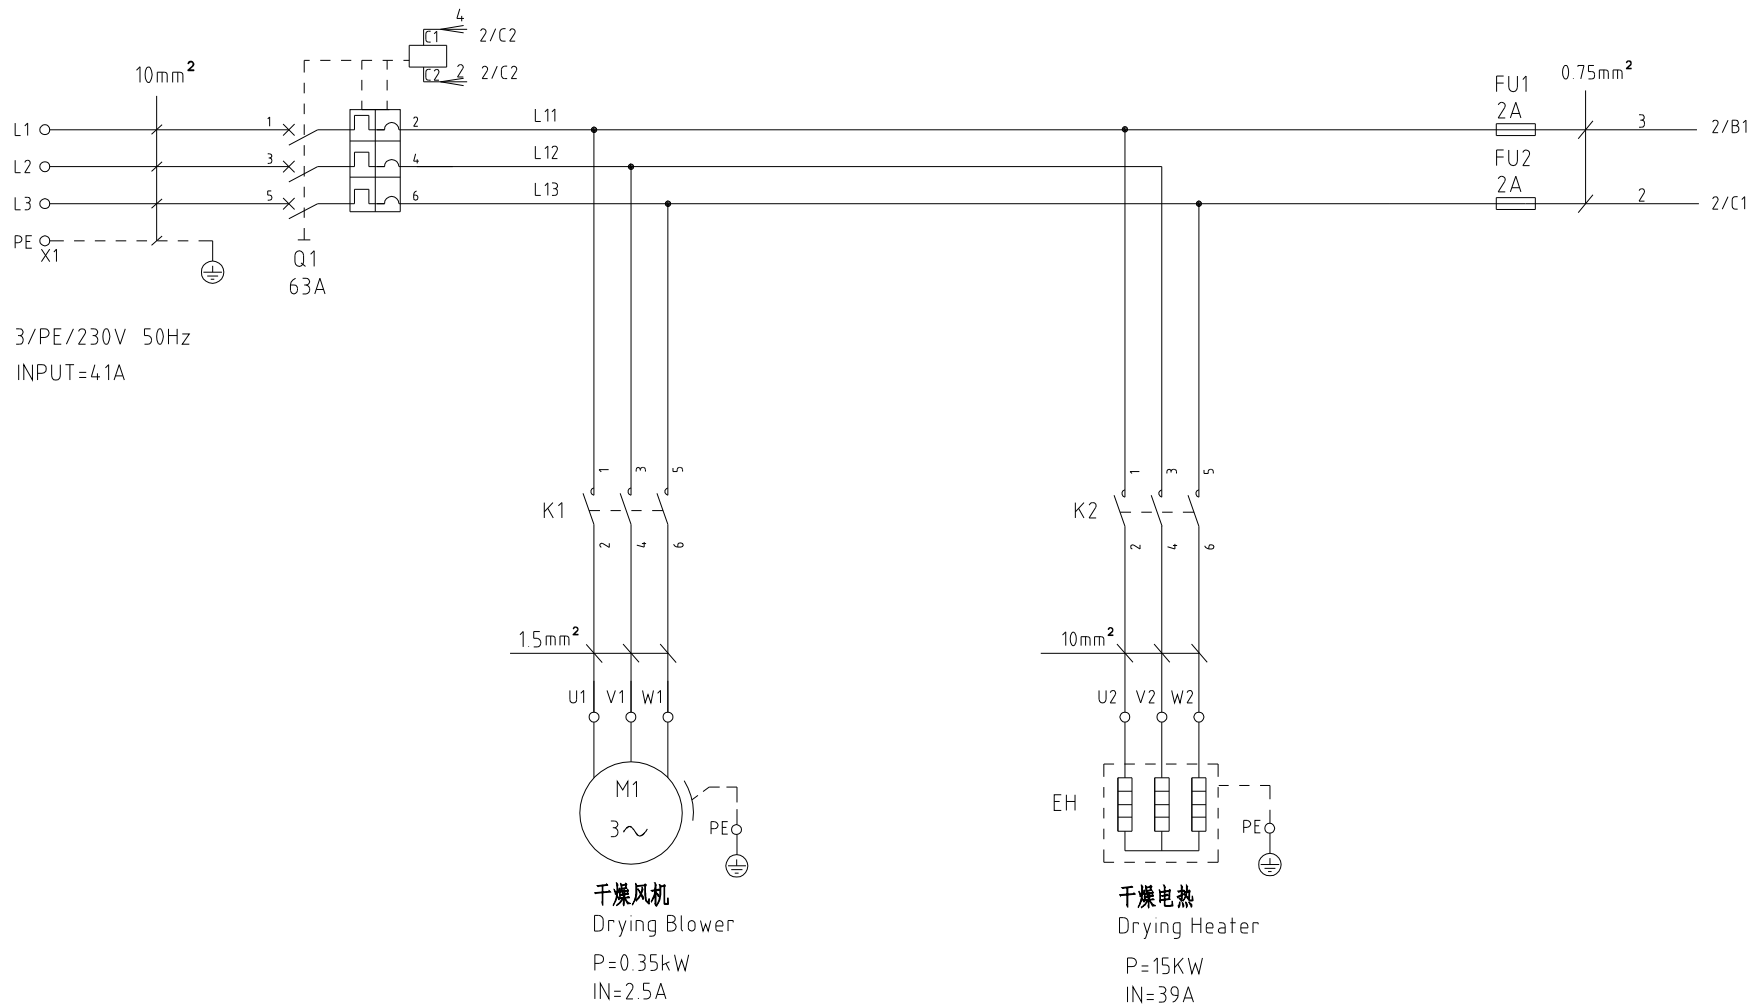 4
C1
2/C2
C2
2
2/C2
10mm²
L1
1
2
L11
FU1
2A
0.75mm²
3
2/B1
L2
3
4
L12
FU2
2A
L3
5
6
L13
2
2/C1
PE
X1
Q1
63A
3/PE/230V 50Hz
INPUT=41A
1
3
5
K1
2
4
6
1
3
5
K2
2
4
6
1.5mm²
10mm²
U1
V1
W1
U2
V2
W2
M1
3~
PE
EH
PE
干燥风机
Drying Blower
P=0.35kW
IN=2.5A
干燥电热
Drying Heater
P=15KW
IN=39A